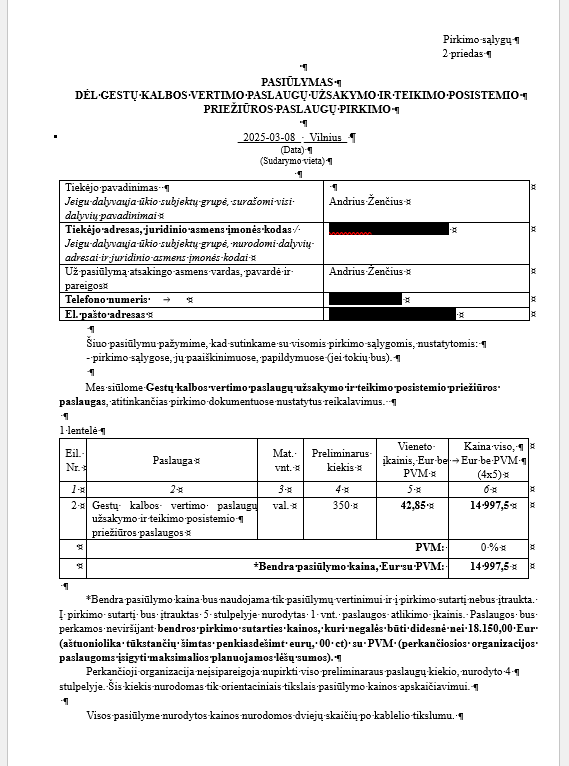 Pirkimo sąlygų
2 priedas
PASIŪLYMAS
DĖL GESTŲ KALBOS VERTIMO PASLAUGŲ UŽSAKYMO IR TEIKIMO POSISTEMIO
PRIEŽIŪROS PASLAUGŲ PIRKIMO
2025-03-08 Vilnius
(Data)
(Sudarymo vieta)
Tiekėjo pavadinimas
Jeigu dalyvauja ūkio subjektų grupė, surašomi visi
dalyvių pavadinimai
Andrius Ženčius
Tiekėjo adresas, juridinio asmens įmonės kodas /
Jeigu dalyvauja ūkio subjektų grupė, nurodomi dalyvių
adresai ir juridinio asmens įmonės kodai
Už pasiūlymą atsakingo asmens vardas, pavardė ir
pareigos
Andrius Ženčius
Telefono numeris
El. pašto adresas
Šiuo pasiūlymu pažymime, kad sutinkame su visomis pirkimo sąlygomis, nustatytomis:
- pirkimo sąlygose, jų paaiškinimuose, papildymuose (jei tokių bus).
Mes siūlome Gestų kalbos vertimo paslaugų užsakymo ir teikimo posistemio priežiūros
paslaugas, atitinkančias pirkimo dokumentuose nustatytus reikalavimus.
1 lentelė
Eil.
Nr.
Paslauga
Mat.
vnt.
Preliminarus
kiekis
Vieneto
įkainis, Eur be
PVM
Kaina viso,
Eur be PVM
(4x5)
1 2 3 4 5 6
2 Gestų kalbos vertimo paslaugų
užsakymo ir teikimo posistemio
priežiūros paslaugos
val. 350 42,85 14 997,5
PVM: 0 %
*Bendra pasiūlymo kaina, Eur su PVM: 14 997,5
*Bendra pasiūlymo kaina bus naudojama tik pasiūlymų vertinimui ir į pirkimo sutartį nebus įtraukta.
Į pirkimo sutartį bus įtrauktas 5 stulpelyje nurodytas 1 vnt. paslaugos atlikimo įkainis. Paslaugos bus
perkamos neviršijant bendros pirkimo sutarties kainos, kuri negalės būti didesnė nei 18.150,00 Eur
(aštuoniolika tūkstančių šimtas penkiasdešimt eurų, 00 ct) su PVM (perkančiosios organizacijos
paslaugoms įsigyti maksimalios planuojamos lėšų sumos).
Perkančioji organizacija neįsipareigoja nupirkti viso preliminaraus paslaugų kiekio, nurodyto 4
stulpelyje. Šis kiekis nurodomas tik orientaciniais tikslais pasiūlymo kainos apskaičiavimui.
Visos pasiūlyme nurodytos kainos nurodomos dviejų skaičių po kablelio tikslumu.